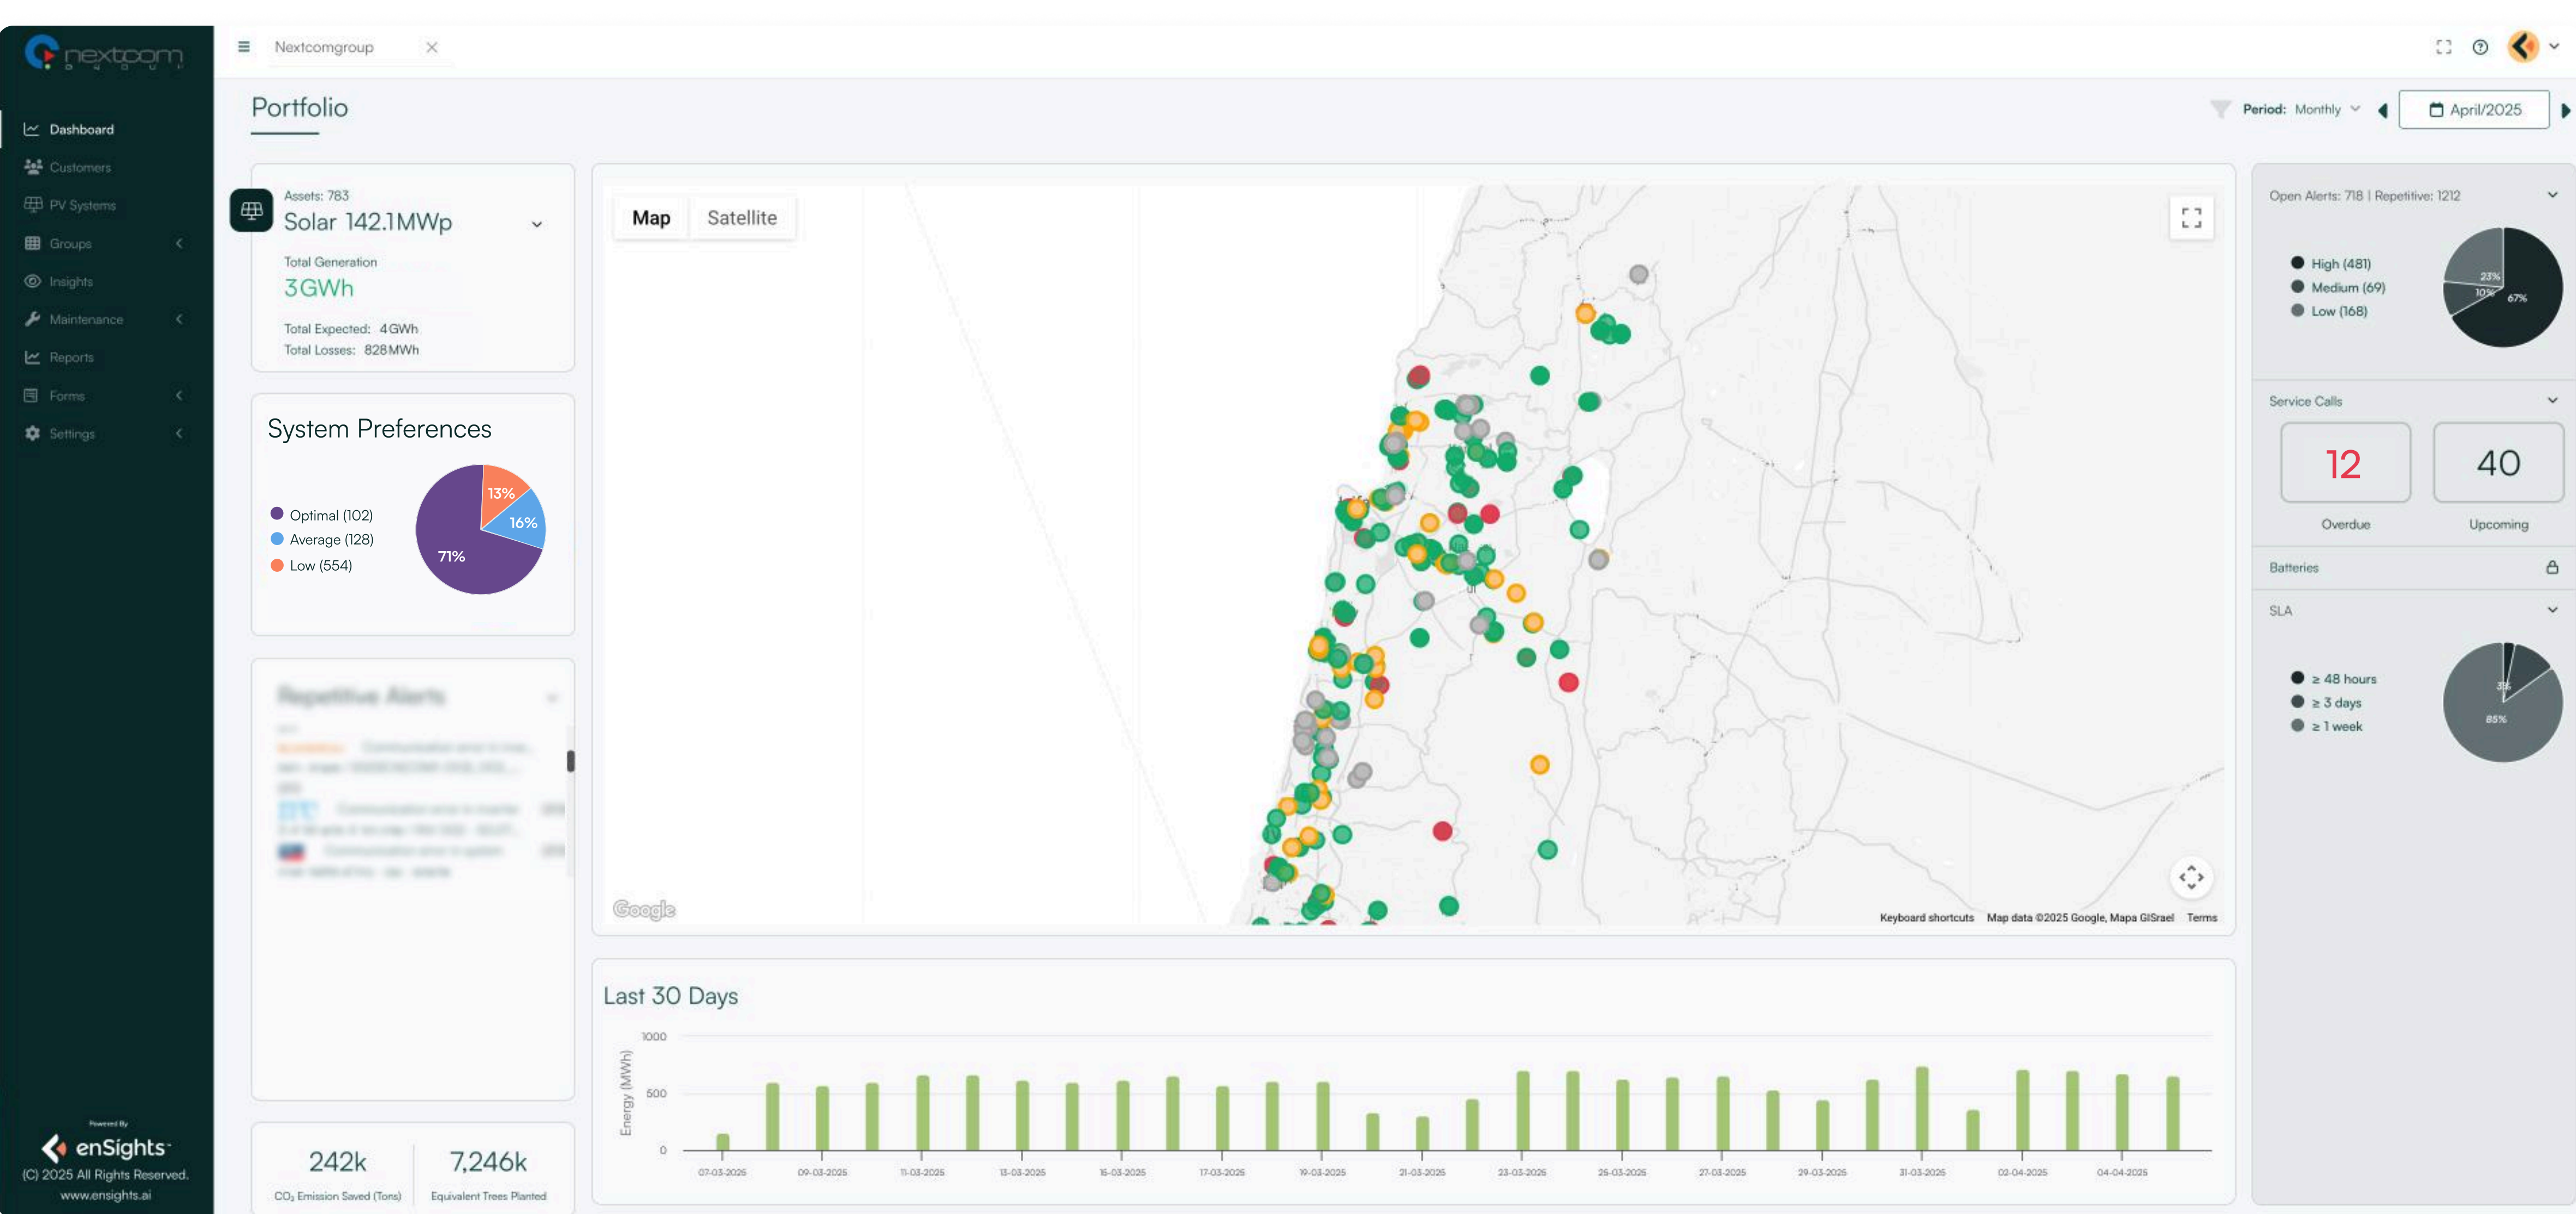 nextcom
GROUP
Dashboard
Customers
PV Systems
Groups
Insights
Maintenance
Reports
Forms
Settings
Powered By
enSights
(C) 2025 All Rights Reserved.
www.ensights.ai
Nextcomgroup
Portfolio
Period: Monthly
April/2025
Assets: 783
Solar 142.1MWp
Total Generation
3GWh
Total Expected: 4GWh
Total Losses: 828MWh
System Preferences
Optimal (102)
Average (128)
Low (554)
13%
16%
71%
Repetitive Alerts
242k
CO₂ Emission Saved (Tons)
7,246k
Equivalent Trees Planted
Map
Satellite
Google
Keyboard shortcuts
Map data ©2025 Google, Mapa GISrael
Terms
Last 30 Days
Energy (MWh)
1000
500
0
07-03-2025
09-03-2025
11-03-2025
13-03-2025
15-03-2025
17-03-2025
19-03-2025
21-03-2025
23-03-2025
25-03-2025
27-03-2025
29-03-2025
31-03-2025
02-04-2025
04-04-2025
Open Alerts: 718 | Repetitive: 1212
High (481)
Medium (69)
Low (168)
23%
10%
67%
Service Calls
12
40
Overdue
Upcoming
Batteries
SLA
≥ 48 hours
≥ 3 days
≥ 1 week
3%
85%